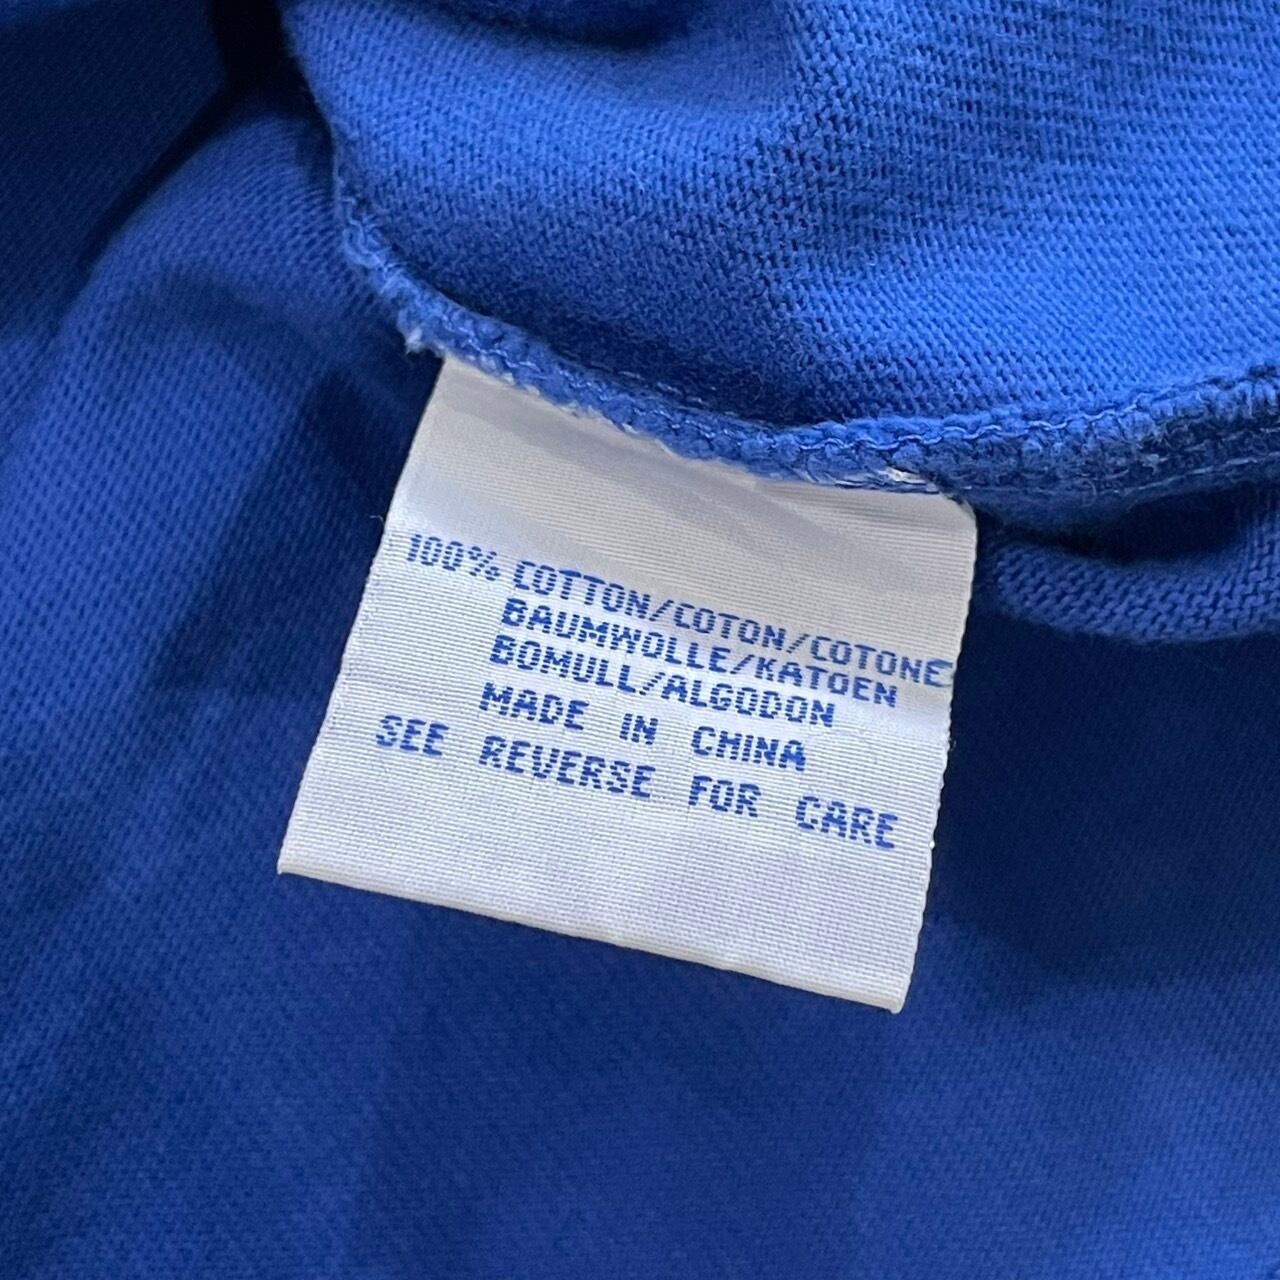 100% COTTON/COTON/COTONE
BAUMWOLLE/KATOEN
BOMULL/ALGODON
MADE IN CHINA
SEE REVERSE FOR CARE